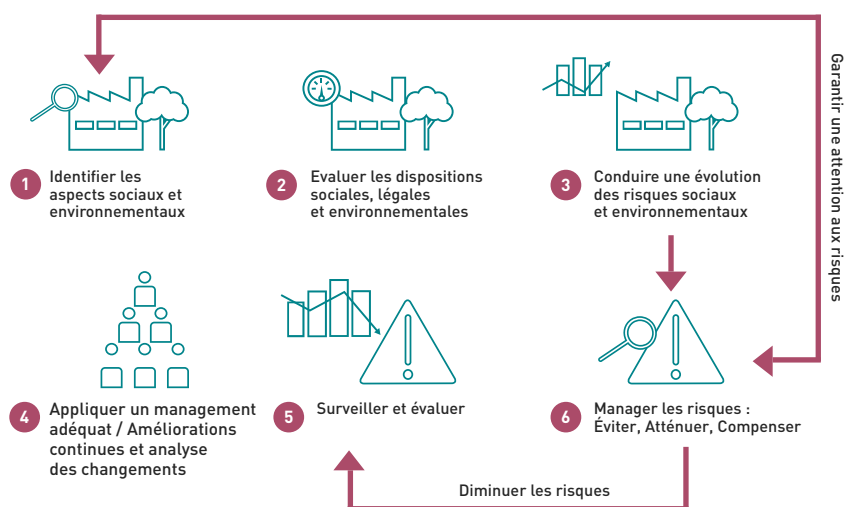 1
Identifier les
aspects sociaux et
environnementaux
2
Evaluer les dispositions
sociales, légales
et environnementales
3
Conduire une évolution
des risques sociaux
et environnementaux
Garantir une attention aux risques
4
Appliquer un management
adéquat / Améliorations
continues et analyse
des changements
5
Surveiller et évaluer
6
Manager les risques :
Éviter, Atténuer, Compenser
Diminuer les risques